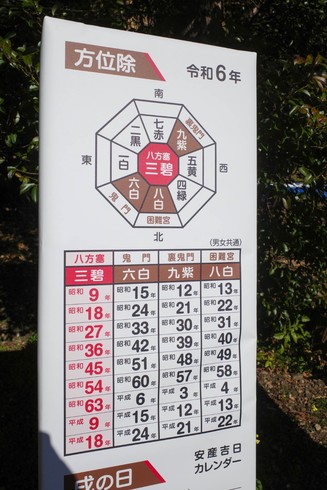 方位除
令和6年
南
裏鬼門
七赤
二黒
九紫
東
一白
八方塞
三碧
五黄
西
六白
八白
四緑
鬼門
困難宮
北
(男女共通)
八方塞 鬼門 裏鬼門 困難宮
三碧 六白 九紫 八白
昭和9年 昭和15年 昭和12年 昭和13年
昭和18年 昭和24年 昭和21年 昭和22年
昭和27年 昭和33年 昭和30年 昭和31年
昭和36年 昭和42年 昭和39年 昭和40年
昭和45年 昭和51年 昭和48年 昭和49年
昭和54年 昭和60年 昭和57年 昭和58年
昭和63年 平成6年 平成3年 平成4年
平成9年 平成15年 平成12年 平成13年
平成18年 平成24年 平成21年 平成22年
安産吉日
カレンダー
戌の日